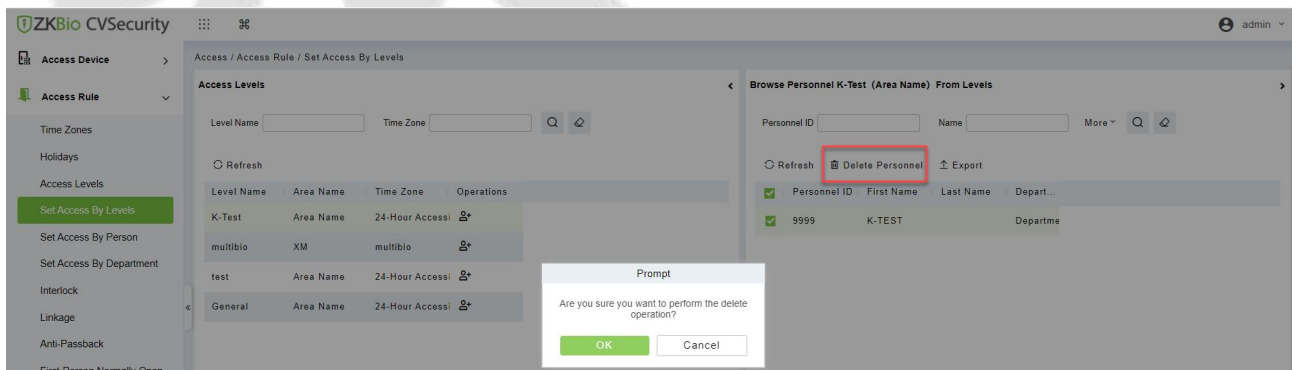 ZKBio CVSecurity
admin
Access Device
Access Rule
Time Zones
Holidays
Access Levels
Set Access By Levels
Set Access By Person
Set Access By Department
Interlock
Linkage
Anti-Passback
First-Person Normally Open
Access / Access Rule / Set Access By Levels
Access Levels
Level Name Time Zone
Refresh
Level Name Area Name Time Zone Operations
K-Test Area Name 24-Hour Accessi
multibio XM multibio
test Area Name 24-Hour Accessi
General Area Name 24-Hour Accessi
Browse Personnel K-Test (Area Name) From Levels
Personnel ID Name More
Refresh Delete Personnel Export
Personnel ID First Name Last Name Depart...
9999 K-TEST Departme
Prompt
Are you sure you want to perform the delete
operation?
OK Cancel